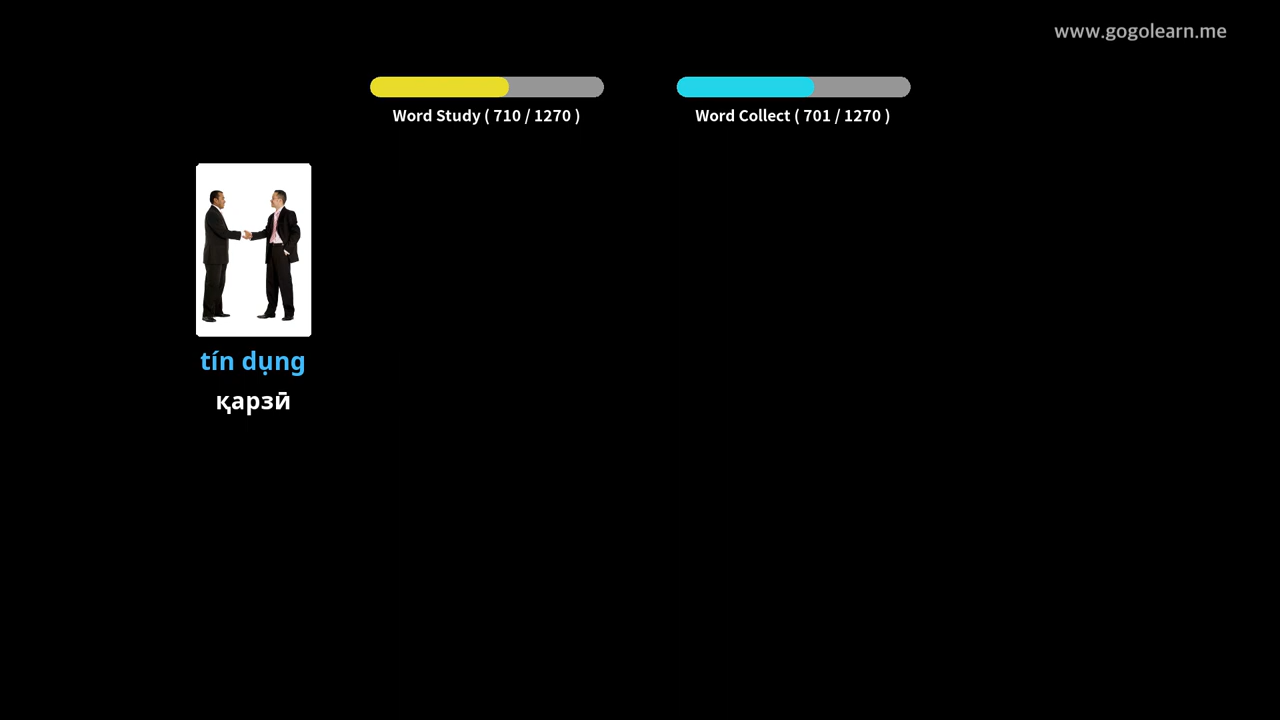 www.gogolearn.me
Word Study ( 710 / 1270 )
Word Collect ( 701 / 1270 )
tín dụng
қарзӣ